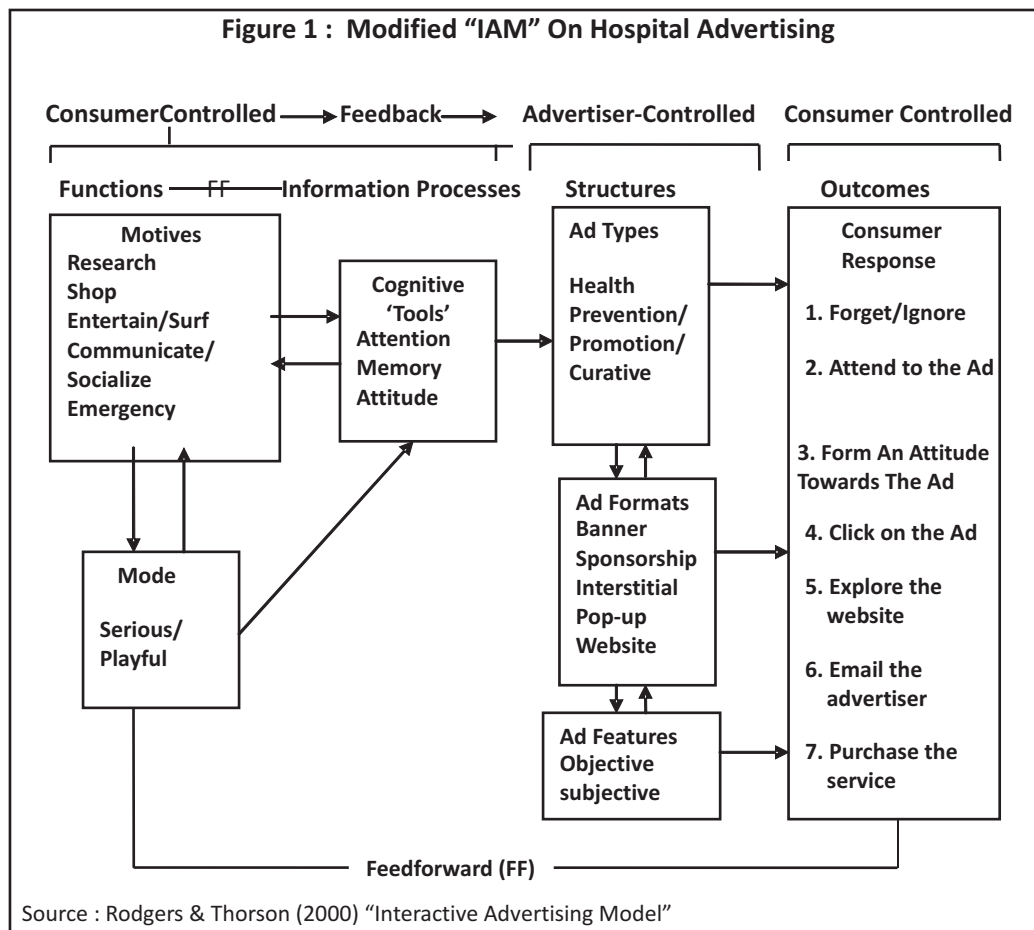 Figure 1 : Modified “IAM” On Hospital Advertising
ConsumerControlled Feedback Advertiser-Controlled Consumer Controlled
Functions FF Information Processes Structures Outcomes
Motives
Research
Shop
Entertain/Surf
Communicate/
Socialize
Emergency
Mode
Serious/
Playful
Cognitive
‘Tools’
Attention
Memory
Attitude
Ad Types
Health
Prevention/
Promotion/
Curative
Ad Formats
Banner
Sponsorship
Interstitial
Pop-up
Website
Ad Features
Objective
subjective
Consumer
Response
1. Forget/Ignore
2. Attend to the Ad
3. Form An Attitude
Towards The Ad
4. Click on the Ad
5. Explore the
website
6. Email the
advertiser
7. Purchase the
service
Feedforward (FF)
Source : Rodgers & Thorson (2000) “Interactive Advertising Model”